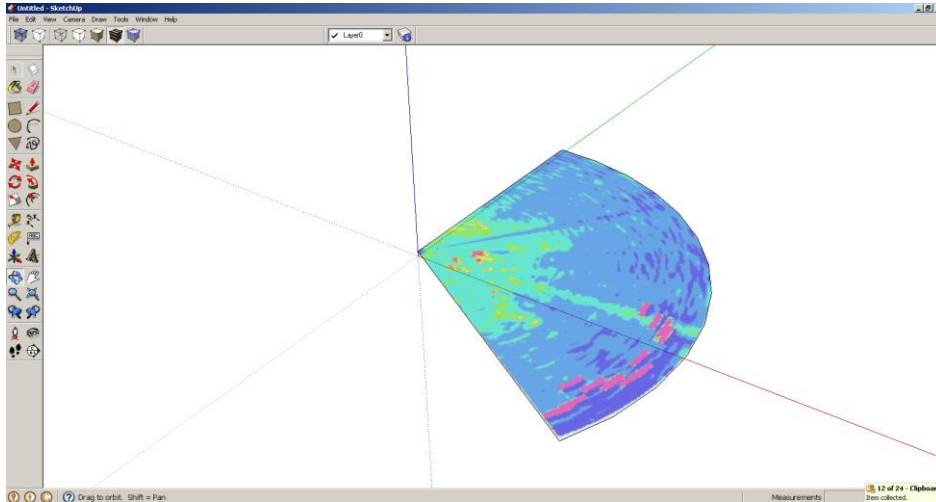 Untitled - SketchUp
File Edit View Camera Draw Tools Window Help
Layer0
Drag to orbit. Shift = Pan
Measurements
12 of 24 - Clipboar
Item collected.